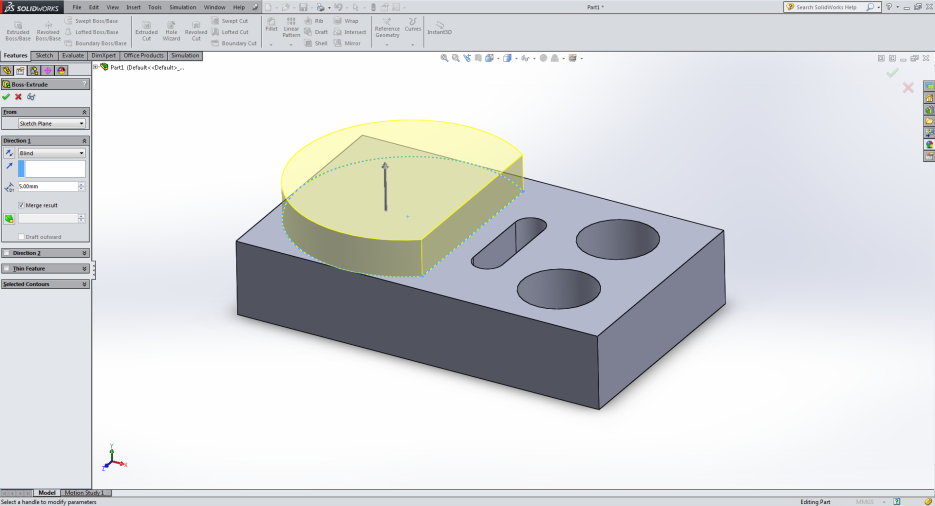 SOLIDWORKS File Edit View Insert Tools Simulation Window Help Part1 * Search SolidWorks Help
Extruded Boss/Base
Revolved Boss/Base
Swept Boss/Base
Lofted Boss/Base
Boundary Boss/Base
Extruded Cut
Hole Wizard
Revolved Cut
Swept Cut
Lofted Cut
Boundary Cut
Fillet
Linear Pattern
Rib
Draft
Shell
Wrap
Intersect
Mirror
Reference Geometry
Curves
Instant3D
Features Sketch Evaluate DimXpert Office Products Simulation
Part1 (Default<<Default>_...
Boss-Extrude ?
From
Sketch Plane
Direction 1
Blind
5.00mm
Merge result
Draft outward
Direction 2
Thin Feature
Selected Contours
Y
X
Z
Model Motion Study 1
Select a handle to modify parameters Editing Part MMGS